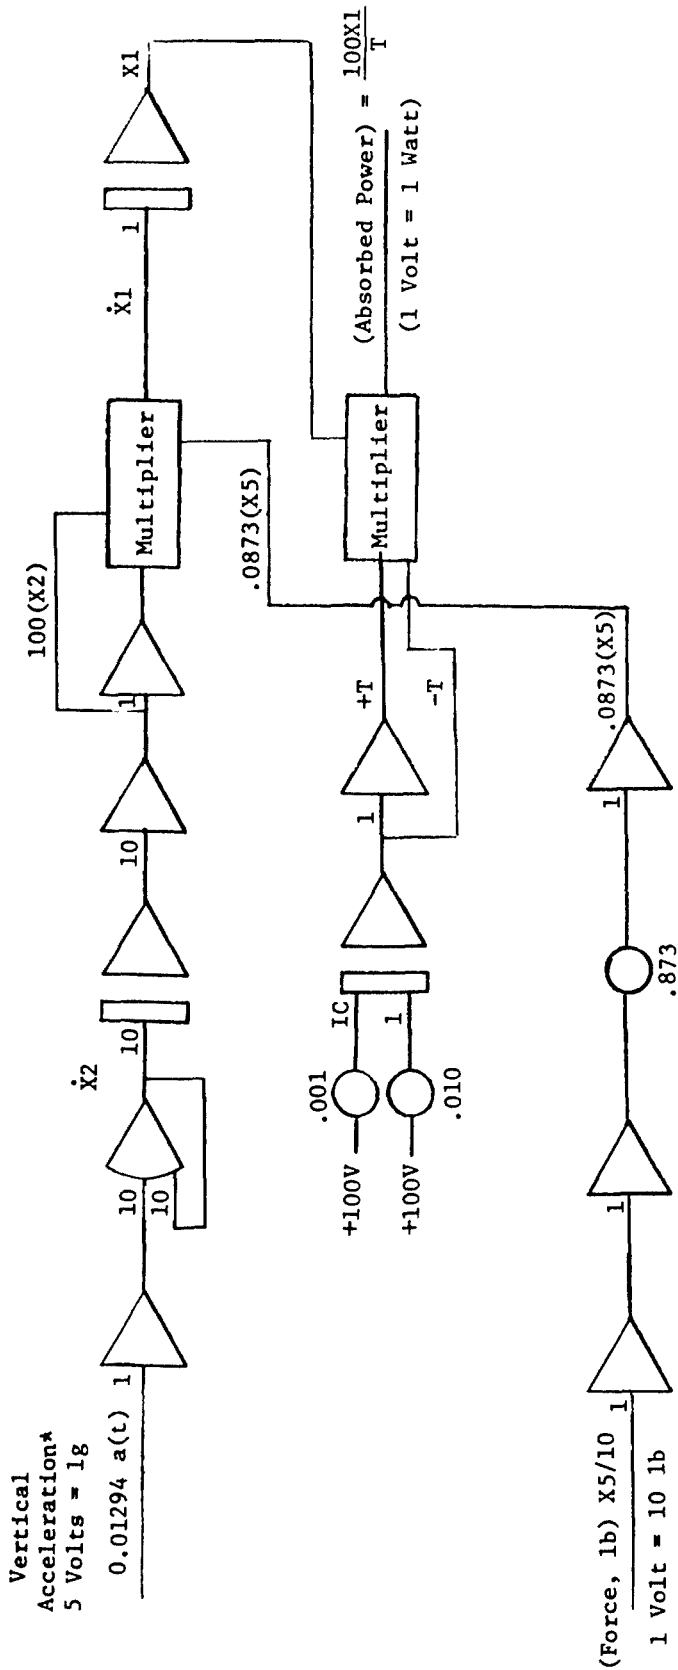 Vertical
Acceleration*
5 Volts = 1g
0.01294 a(t)
1
10
10
Ẋ2
10
10
1
100(X2)
Multiplier
Ẋ1
1
X1
.0873(X5)
+100V
.001
IC
+100V
.010
1
1
+T
-T
Multiplier
(Absorbed Power) = 100X1
T
(1 Volt = 1 Watt)
(Force, lb) X5/10
1 Volt = 10 lb
1
1
.873
1
.0873(X5)